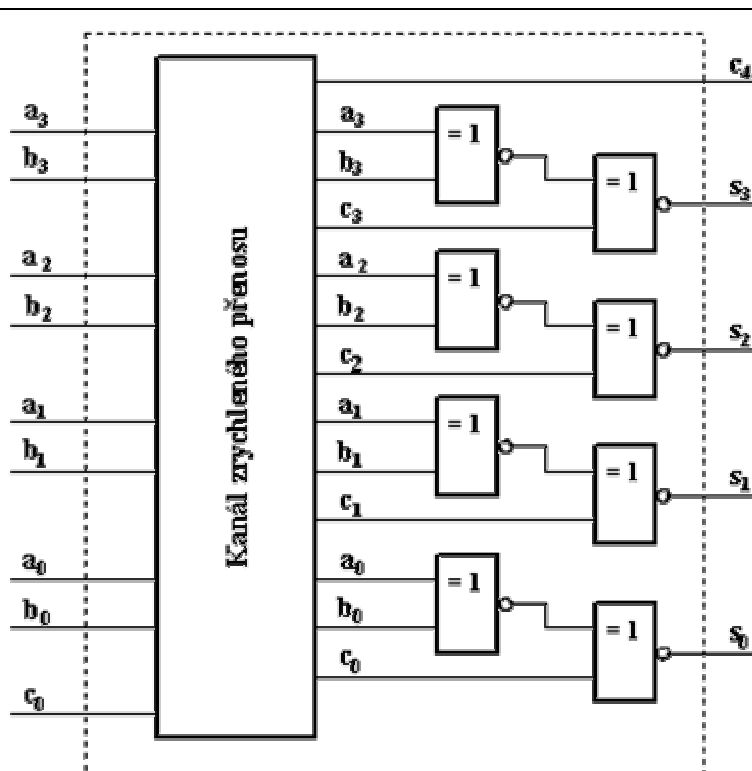 c₄
a₃ a₃ = 1
b₃ b₃ = 1 s₃
c₃
a₂ a₂ = 1
b₂ b₂ = 1 s₂
c₂
a₁ a₁ = 1
b₁ b₁ = 1 s₁
c₁
a₀ a₀ = 1
b₀ b₀ = 1 s₀
c₀ c₀
Kanál zrychleného přenosu